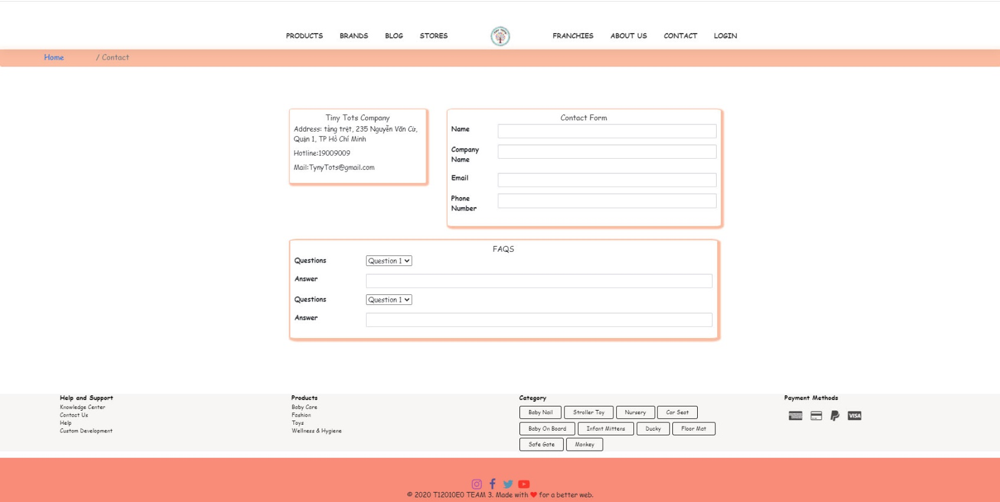 PRODUCTS BRANDS BLOG STORES TINY TOTS FRANCHIES ABOUT US CONTACT LOGIN
Home / Contact
Tiny Tots Company
Address: tầng trệt, 235 Nguyễn Văn Cừ,
Quận 1, TP Hồ Chí Minh
Hotline:19009009
Mail:TynyTots@gmail.com
Contact Form
Name
Company
Name
Email
Phone
Number
FAQS
Questions Question 1
Answer
Questions Question 1
Answer
Help and Support
Knowledge Center
Contact Us
Help
Custom Development
Products
Baby Care
Fashion
Toys
Wellness & Hygiene
Category
Baby Nail Stroller Toy Nursery Car Seat
Baby On Board Infant Mittens Ducky Floor Mat
Safe Gate Monkey
Payment Methods
VISA
© 2020 T12010E0 TEAM 3. Made with ❤ for a better web.